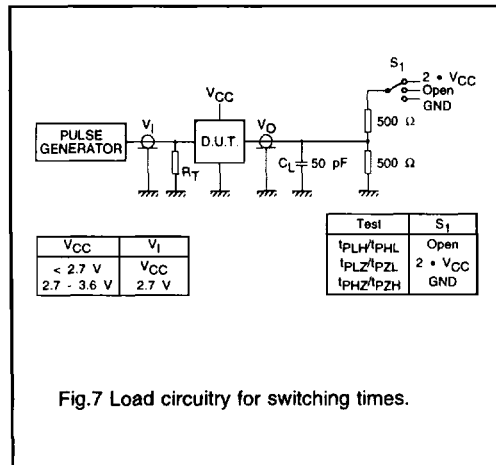 S1
2 • VCC
Open
GND
VCC
500 Ω
PULSE
GENERATOR
VI
D.U.T.
VO
RT
CL
50 pF
500 Ω
VCC VI
< 2.7 V VCC
2.7 - 3.6 V 2.7 V
Test S1
tPLH/tPHL Open
tPLZ/tPZL 2 • VCC
tPHZ/tPZH GND
Fig.7 Load circuitry for switching times.